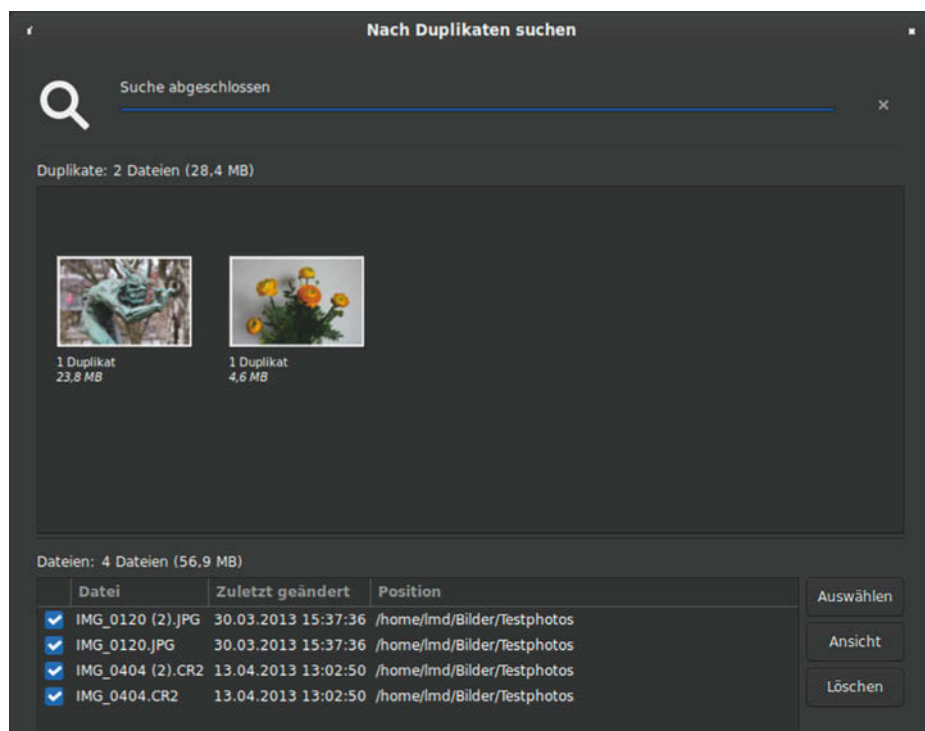 Nach Duplikaten suchen
Suche abgeschlossen
Duplikate: 2 Dateien (28,4 MB)
1 Duplikat
23,8 MB
1 Duplikat
4,6 MB
Dateien: 4 Dateien (56,9 MB)
Datei Zuletzt geändert Position
IMG_0120 (2).JPG 30.03.2013 15:37:36 /home/lmd/Bilder/Testphotos
IMG_0120.JPG 30.03.2013 15:37:36 /home/lmd/Bilder/Testphotos
IMG_0404 (2).CR2 13.04.2013 13:02:50 /home/lmd/Bilder/Testphotos
IMG_0404.CR2 13.04.2013 13:02:50 /home/lmd/Bilder/Testphotos
Auswählen
Ansicht
Löschen